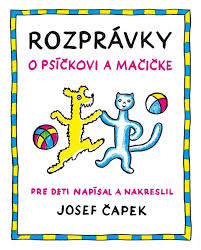 ROZPRÁVKY
O PSÍČKOVI A MAČIČKE
PRE DETI NAPÍSAL A NAKRESLIL
JOSEF ČAPEK